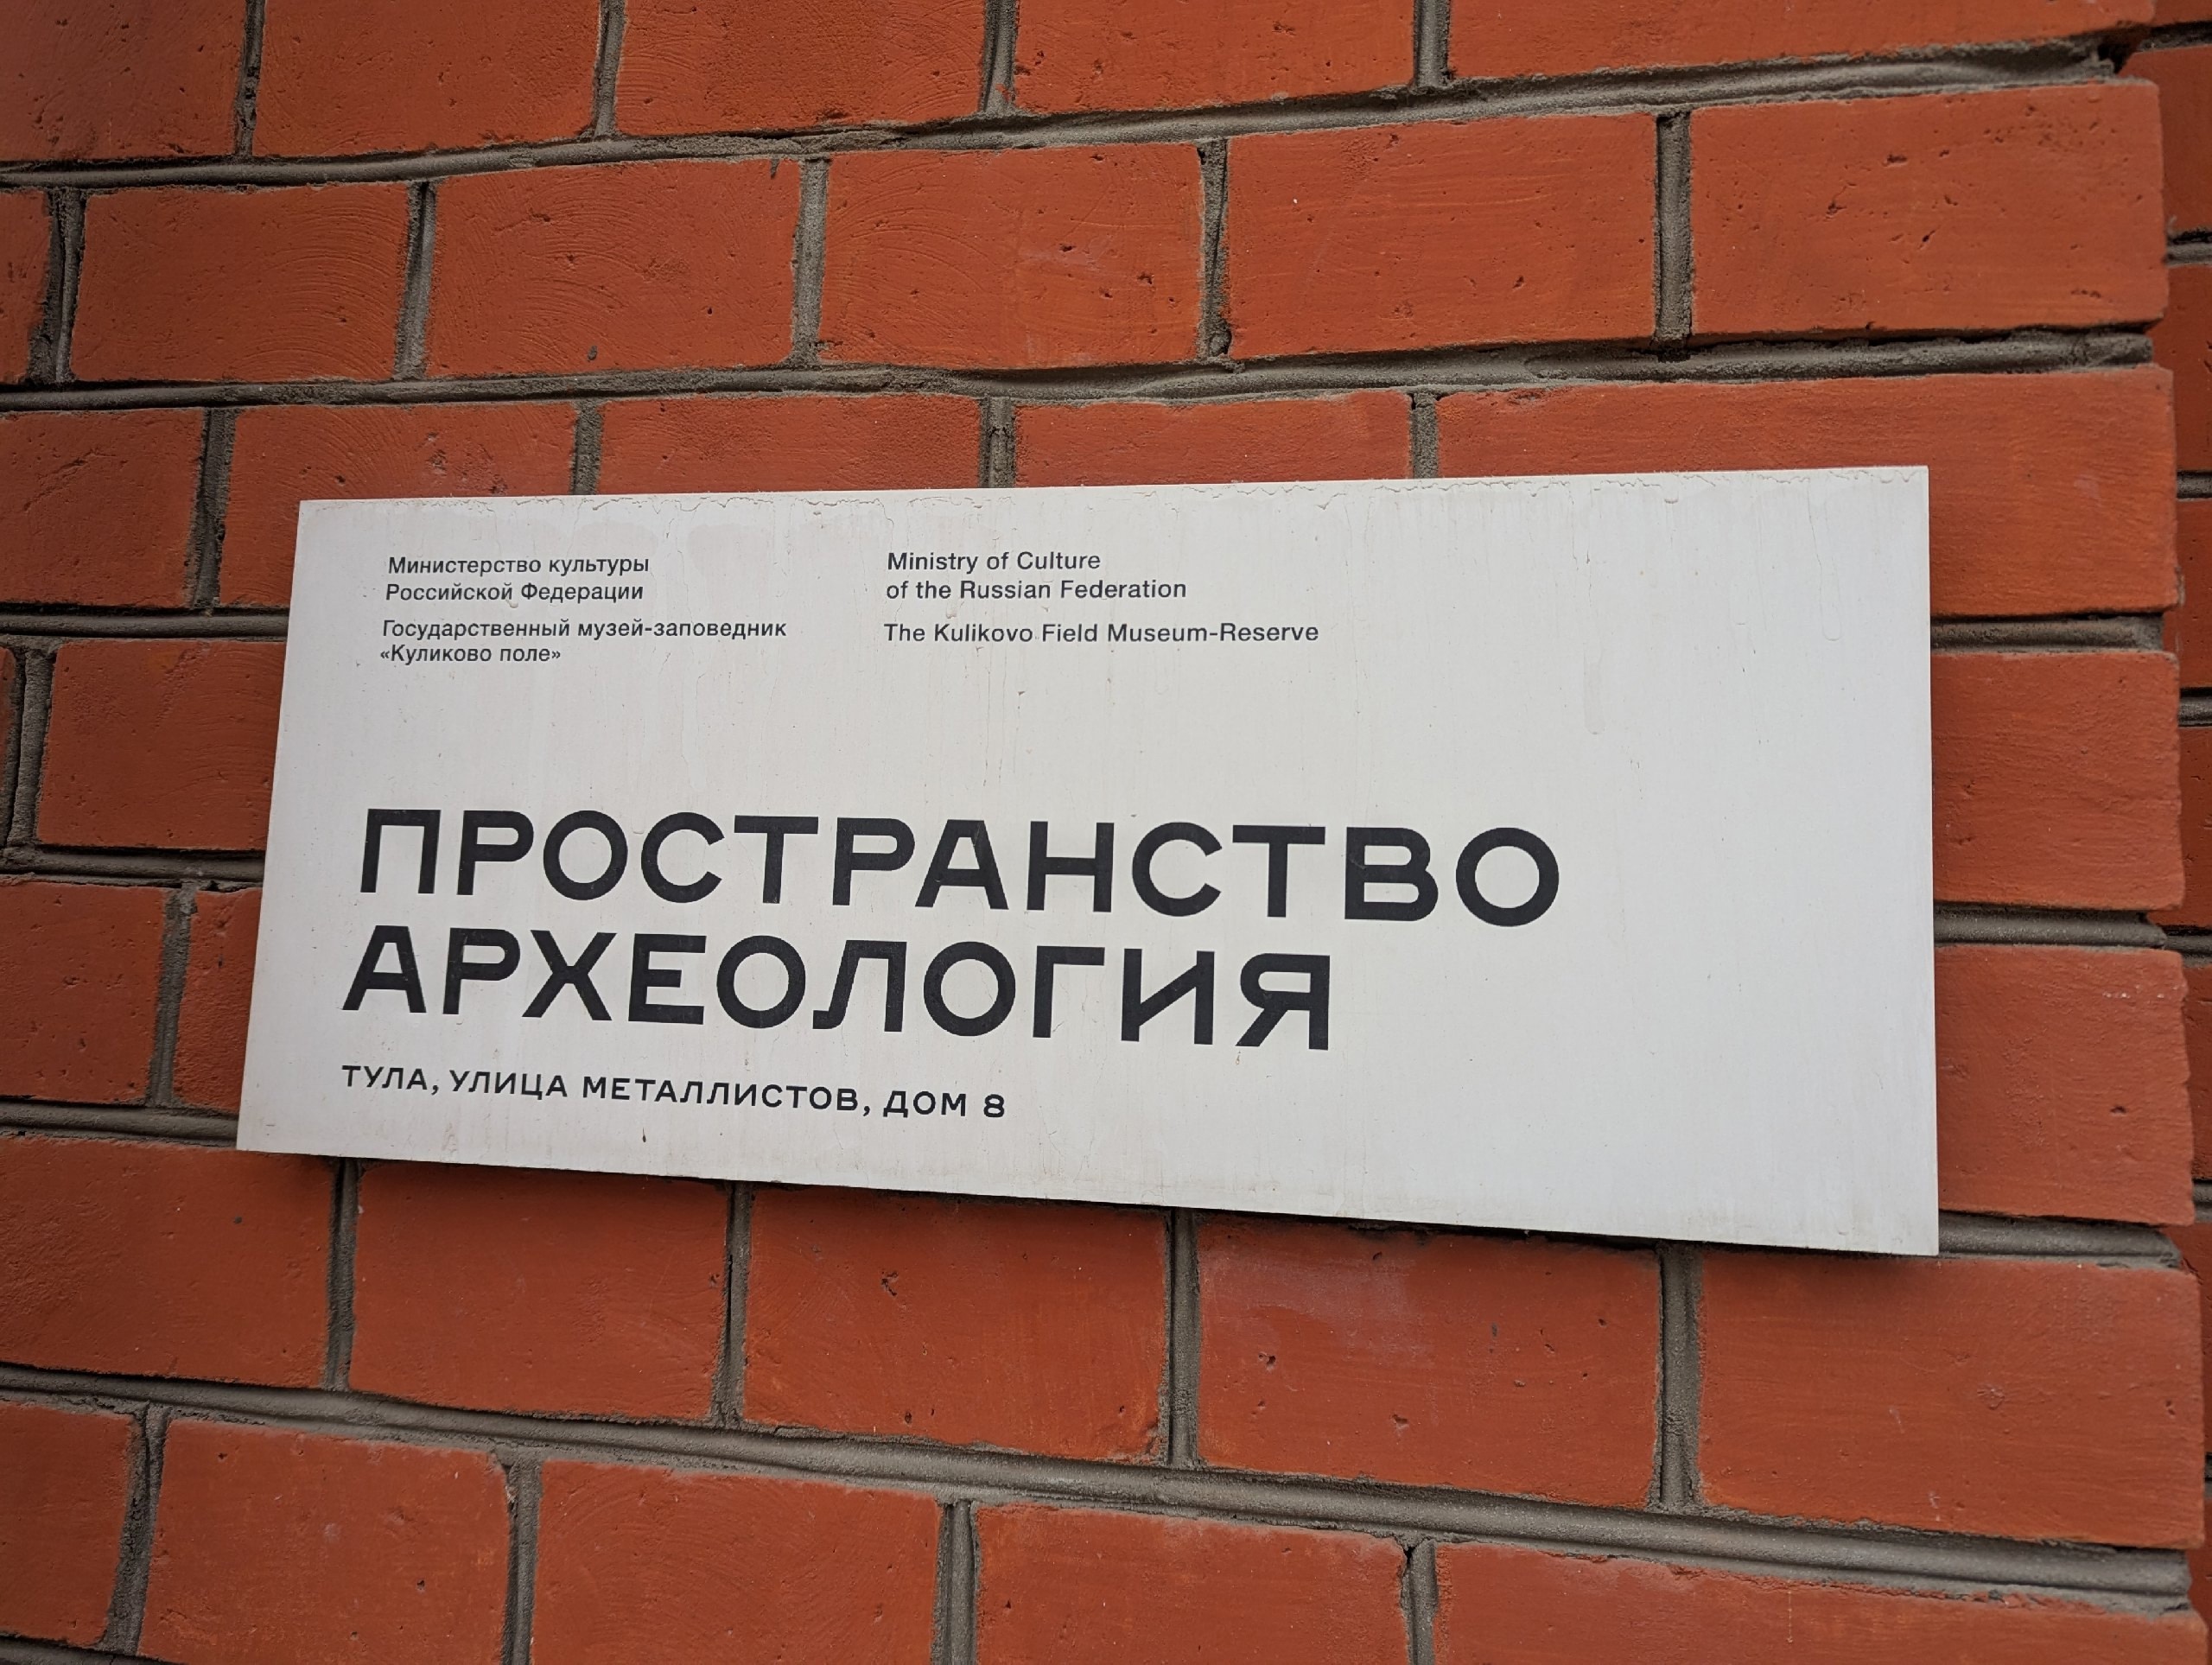 Министерство культуры
Российской Федерации
Государственный музей-заповедник
«Куликово поле»
Ministry of Culture
of the Russian Federation
The Kulikovo Field Museum-Reserve
ПРОСТРАНСТВО
АРХЕОЛОГИЯ
ТУЛА, УЛИЦА МЕТАЛЛИСТОВ, ДОМ 8